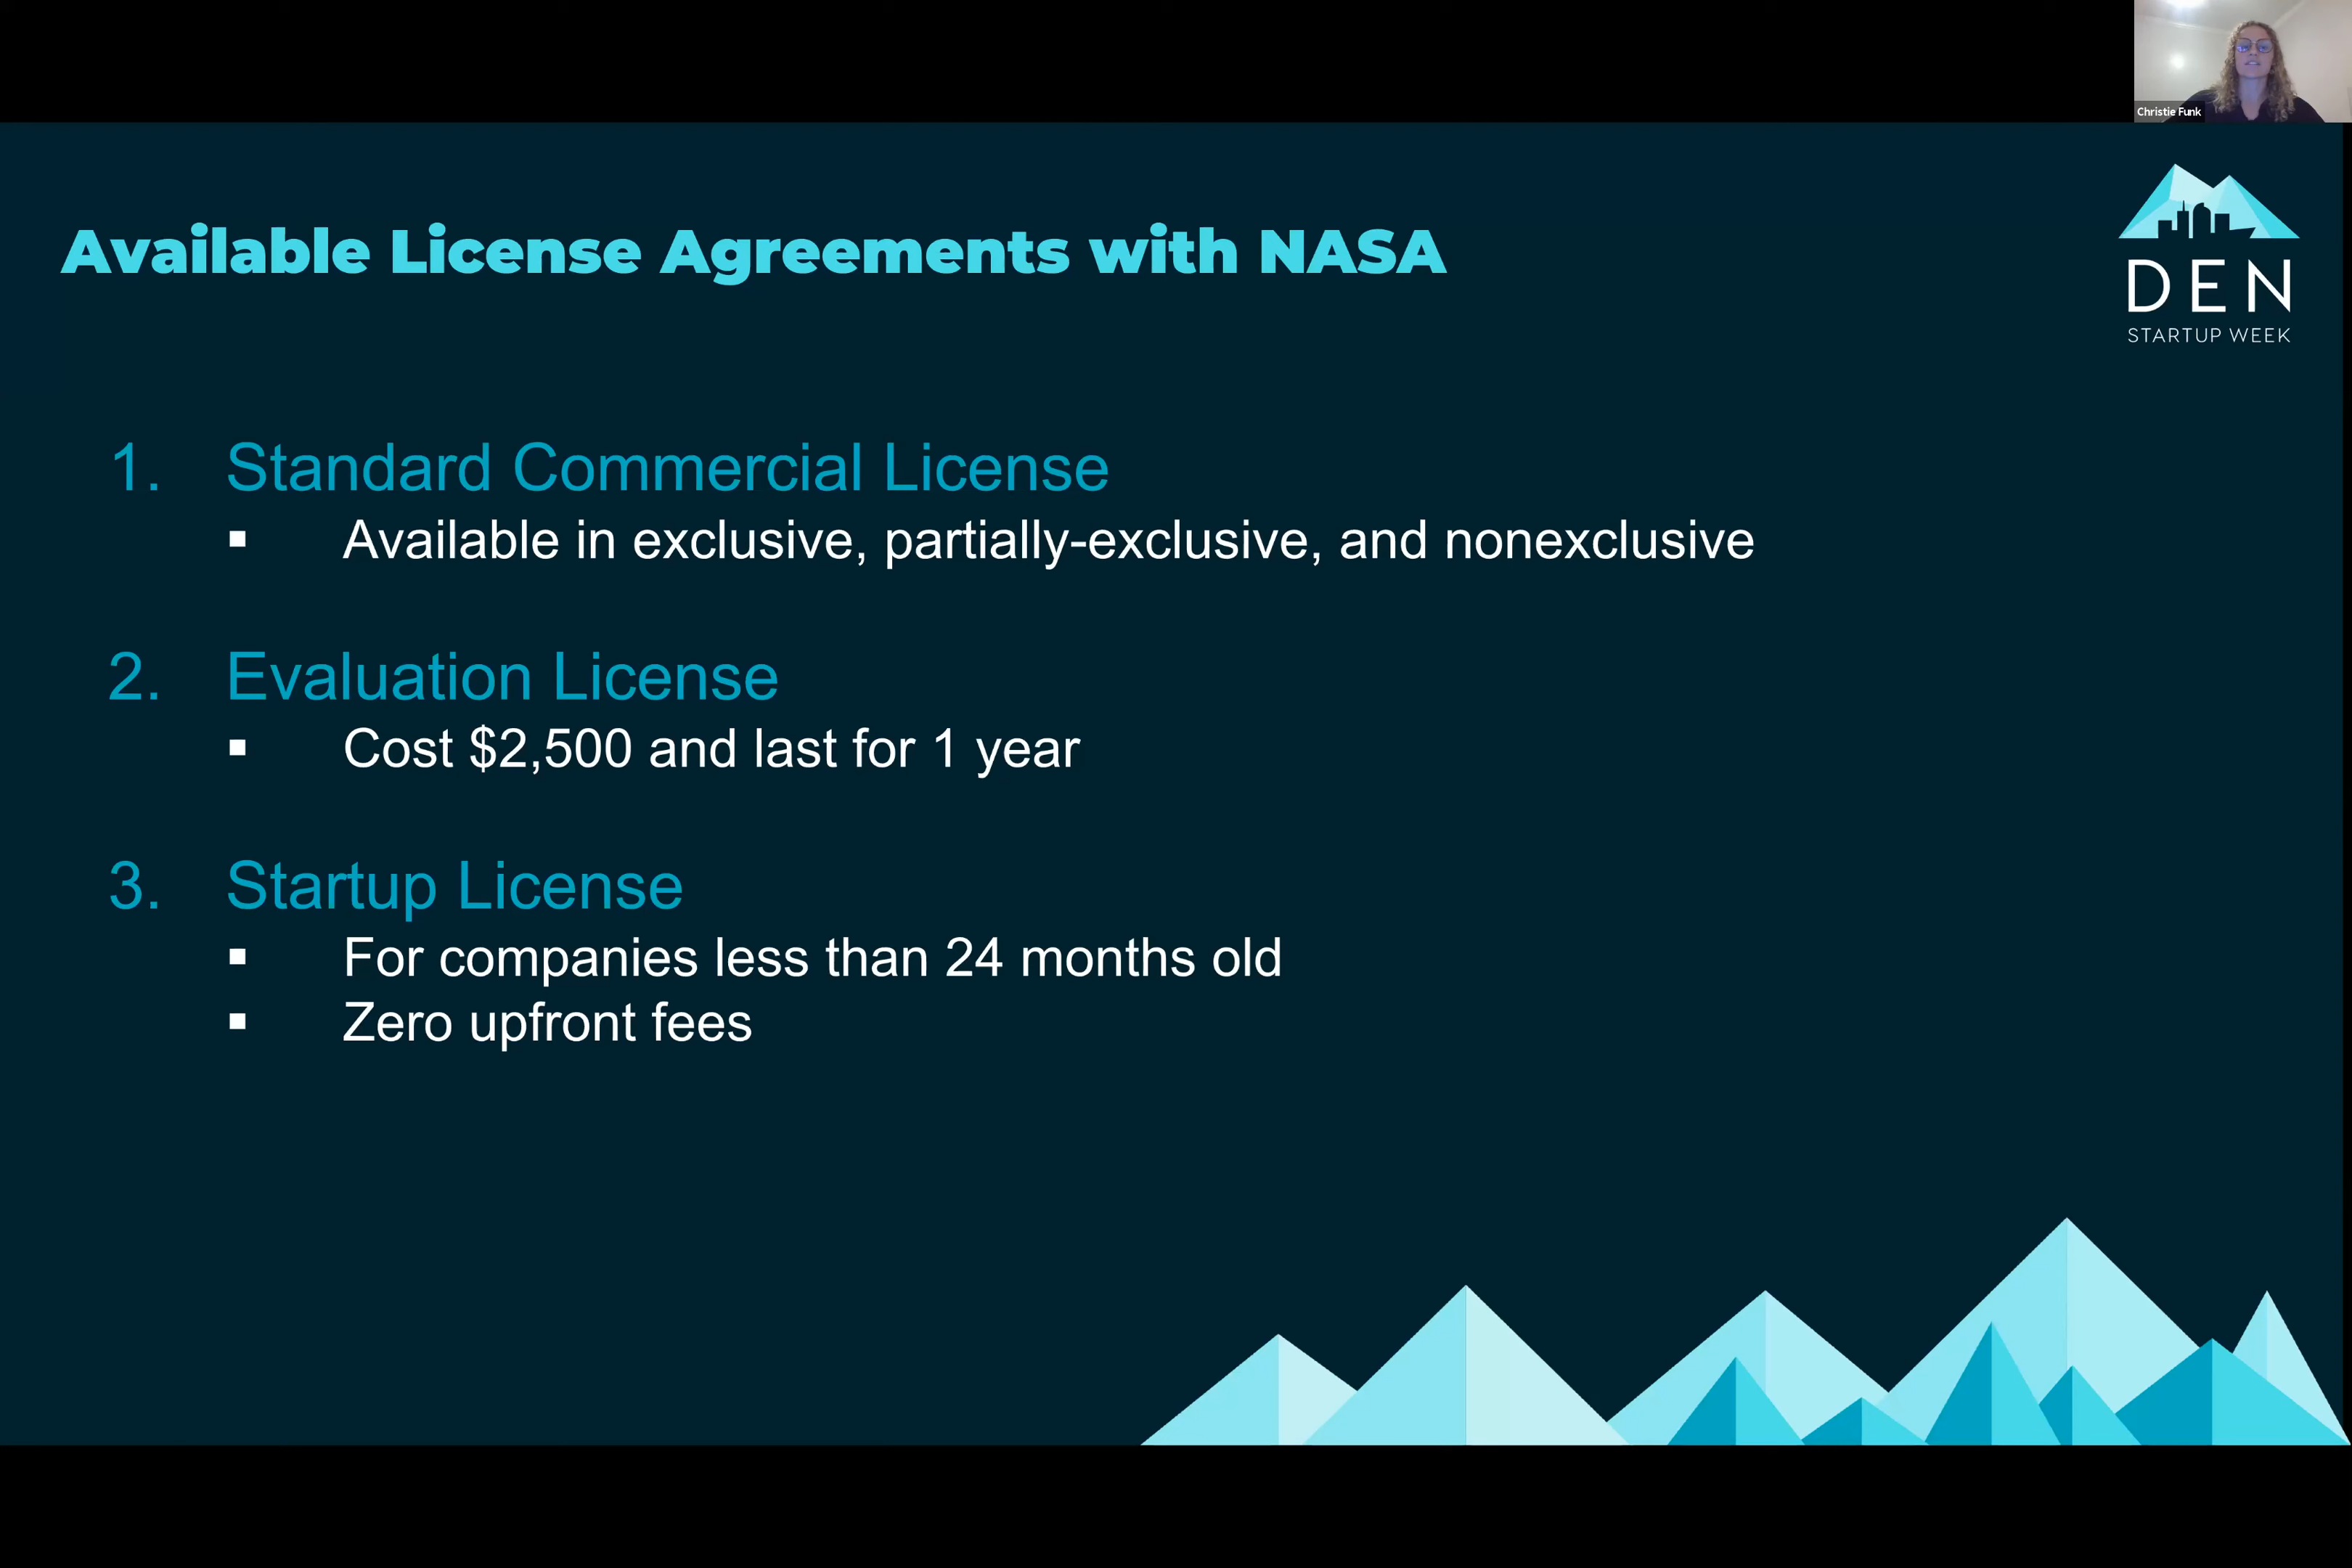 Christie Funk
DEN
STARTUP WEEK
Available License Agreements with NASA
1. Standard Commercial License
▪ Available in exclusive, partially-exclusive, and nonexclusive
2. Evaluation License
▪ Cost $2,500 and last for 1 year
3. Startup License
▪ For companies less than 24 months old
▪ Zero upfront fees